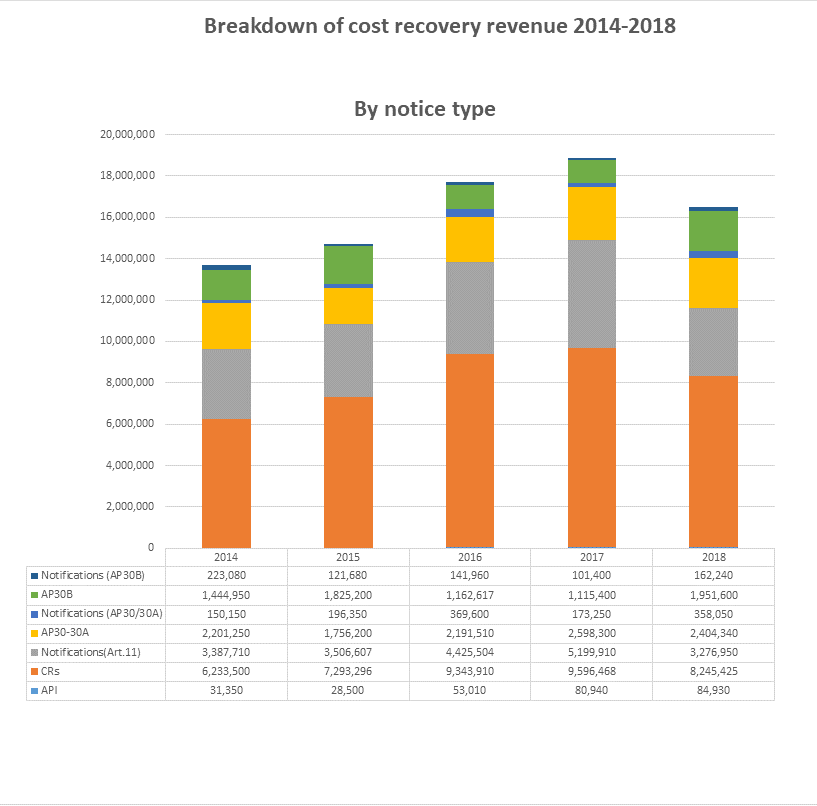 Breakdown of cost recovery revenue 2014-2018
By notice type
20,000,000
18,000,000
16,000,000
14,000,000
12,000,000
10,000,000
8,000,000
6,000,000
4,000,000
2,000,000
0
2014 2015 2016 2017 2018
Notifications (AP30B) 223,080 121,680 141,960 101,400 162,240
AP30B 1,444,950 1,825,200 1,162,617 1,115,400 1,951,600
Notifications (AP30/30A) 150,150 196,350 369,600 173,250 358,050
AP30-30A 2,201,250 1,756,200 2,191,510 2,598,300 2,404,340
Notifications(Art.11) 3,387,710 3,506,607 4,425,504 5,199,910 3,276,950
CRs 6,233,500 7,293,296 9,343,910 9,596,468 8,245,425
API 31,350 28,500 53,010 80,940 84,930